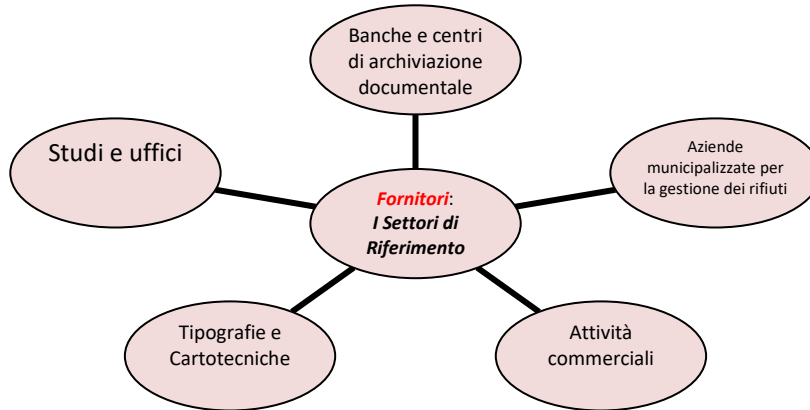 Banche e centri
di archiviazione
documentale
Studi e uffici
Aziende
municipalizzate per
la gestione dei rifiuti
Fornitori:
I Settori di
Riferimento
Tipografie e
Cartotecniche
Attività
commerciali